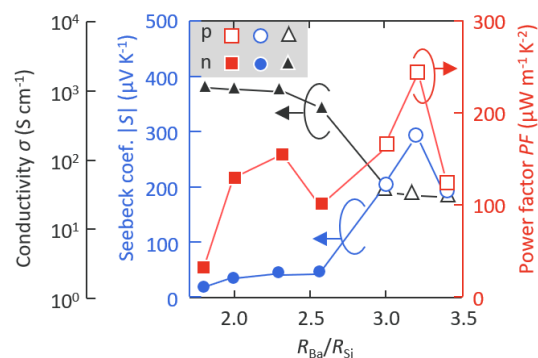 Conductivity σ (S cm⁻¹)
10⁴
10³
10²
10¹
10⁰
Seebeck coef. |S| (μV K⁻¹)
500
400
300
200
100
0
p
n
300
200
100
0
Power factor PF (μW m⁻¹ K⁻²)
2.0 2.5 3.0 3.5
R_Ba/R_Si